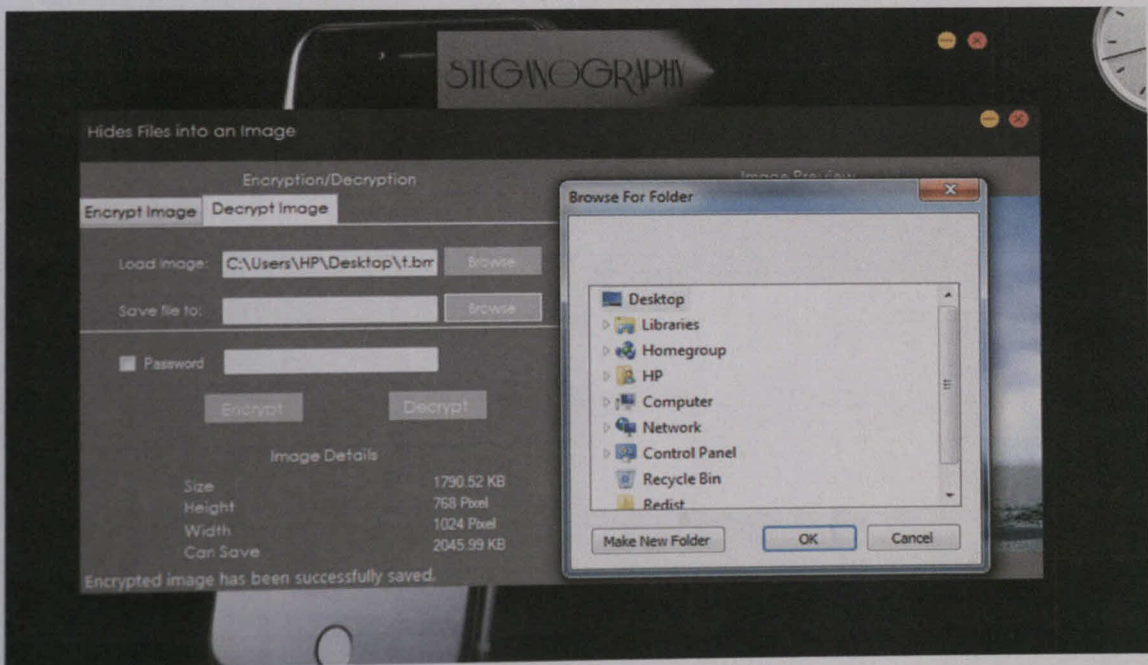 STEGANOGRAPHY
Hides Files into an Image
Encryption/Decryption
Image Preview
Encrypt Image Decrypt Image
Load Image: C:\Users\HP\Desktop\t.bm Browse
Save file to: Browse
Password
Encrypt Decrypt
Image Details
Size 1790.52 KB
Height 768 Pixel
Width 1024 Pixel
Can Save 2045.99 KB
Encrypted image has been successfully saved.
Browse For Folder
Desktop
Libraries
Homegroup
HP
Computer
Network
Control Panel
Recycle Bin
Redist
Make New Folder OK Cancel